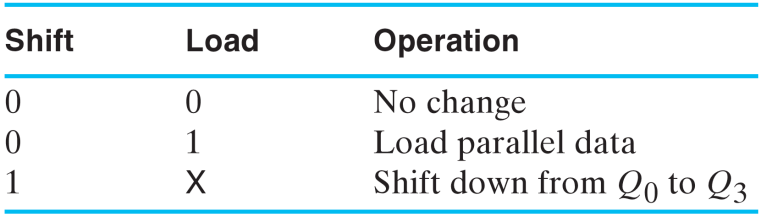 Shift Load Operation
0 0 No change
0 1 Load parallel data
1 X Shift down from Q0 to Q3